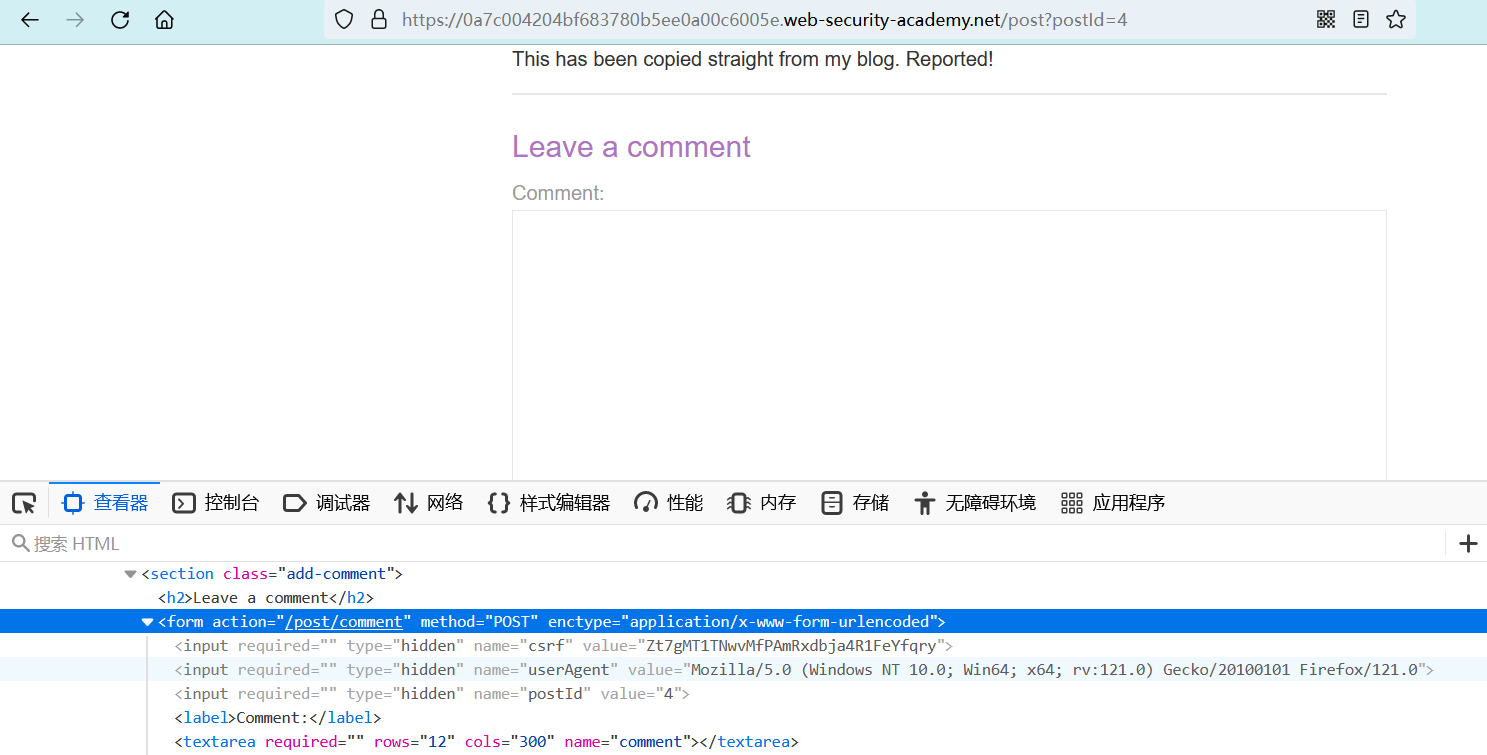 https://0a7c004204bf683780b5ee0a00c6005e.web-security-academy.net/post?postId=4
This has been copied straight from my blog. Reported!
Leave a comment
Comment:
查看器 控制台 调试器 网络 样式编辑器 性能 内存 存储 无障碍环境 应用程序
搜索 HTML
<section class="add-comment">
<h2>Leave a comment</h2>
<form action="/post/comment" method="POST" enctype="application/x-www-form-urlencoded">
<input required="" type="hidden" name="csrf" value="Zt7gMT1TNwvMfPAmRxdbja4R1FeYfqry">
<input required="" type="hidden" name="userAgent" value="Mozilla/5.0 (Windows NT 10.0; Win64; x64; rv:121.0) Gecko/20100101 Firefox/121.0">
<input required="" type="hidden" name="postId" value="4">
<label>Comment:</label>
<textarea required="" rows="12" cols="300" name="comment"></textarea>